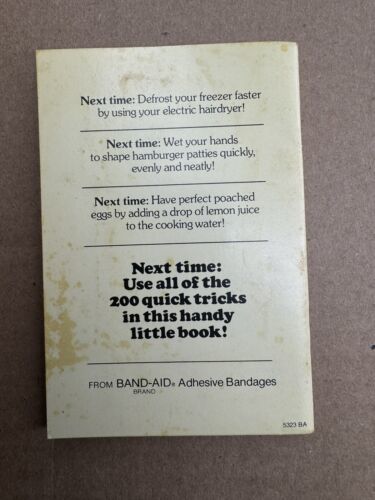 Next time: Defrost your freezer faster
by using your electric hairdryer!
Next time: Wet your hands
to shape hamburger patties quickly,
evenly and neatly!
Next time: Have perfect poached
eggs by adding a drop of lemon juice
to the cooking water!
Next time:
Use all of the
200 quick tricks
in this handy
little book!
FROM BAND-AID® Adhesive Bandages
BRAND
5323 BA